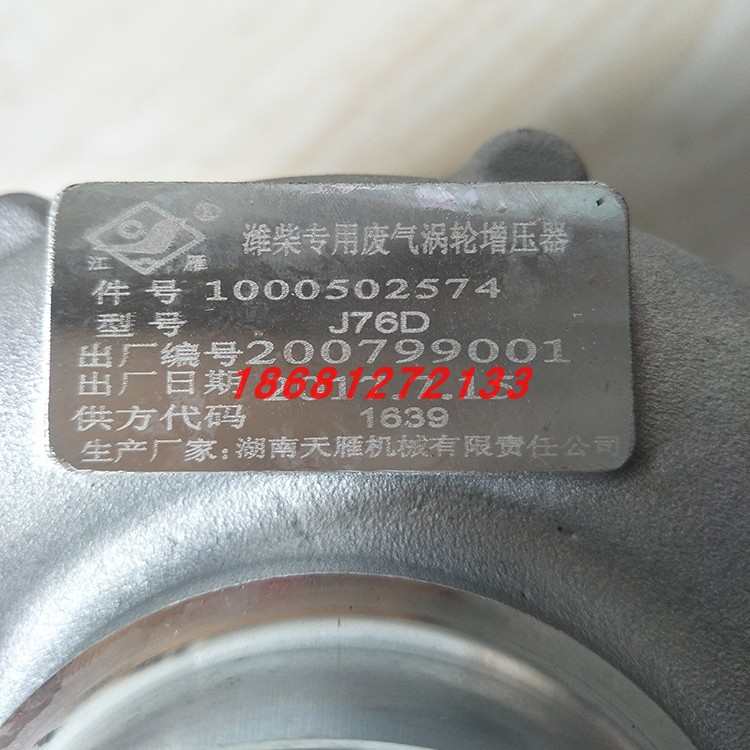 潍柴专用废气涡轮增压器
江 雁
件号 1000502574
型号 J76D
出厂编号 200799001
出厂日期
18681272133
供方代码 1639
生产厂家:湖南天雁机械有限责任公司